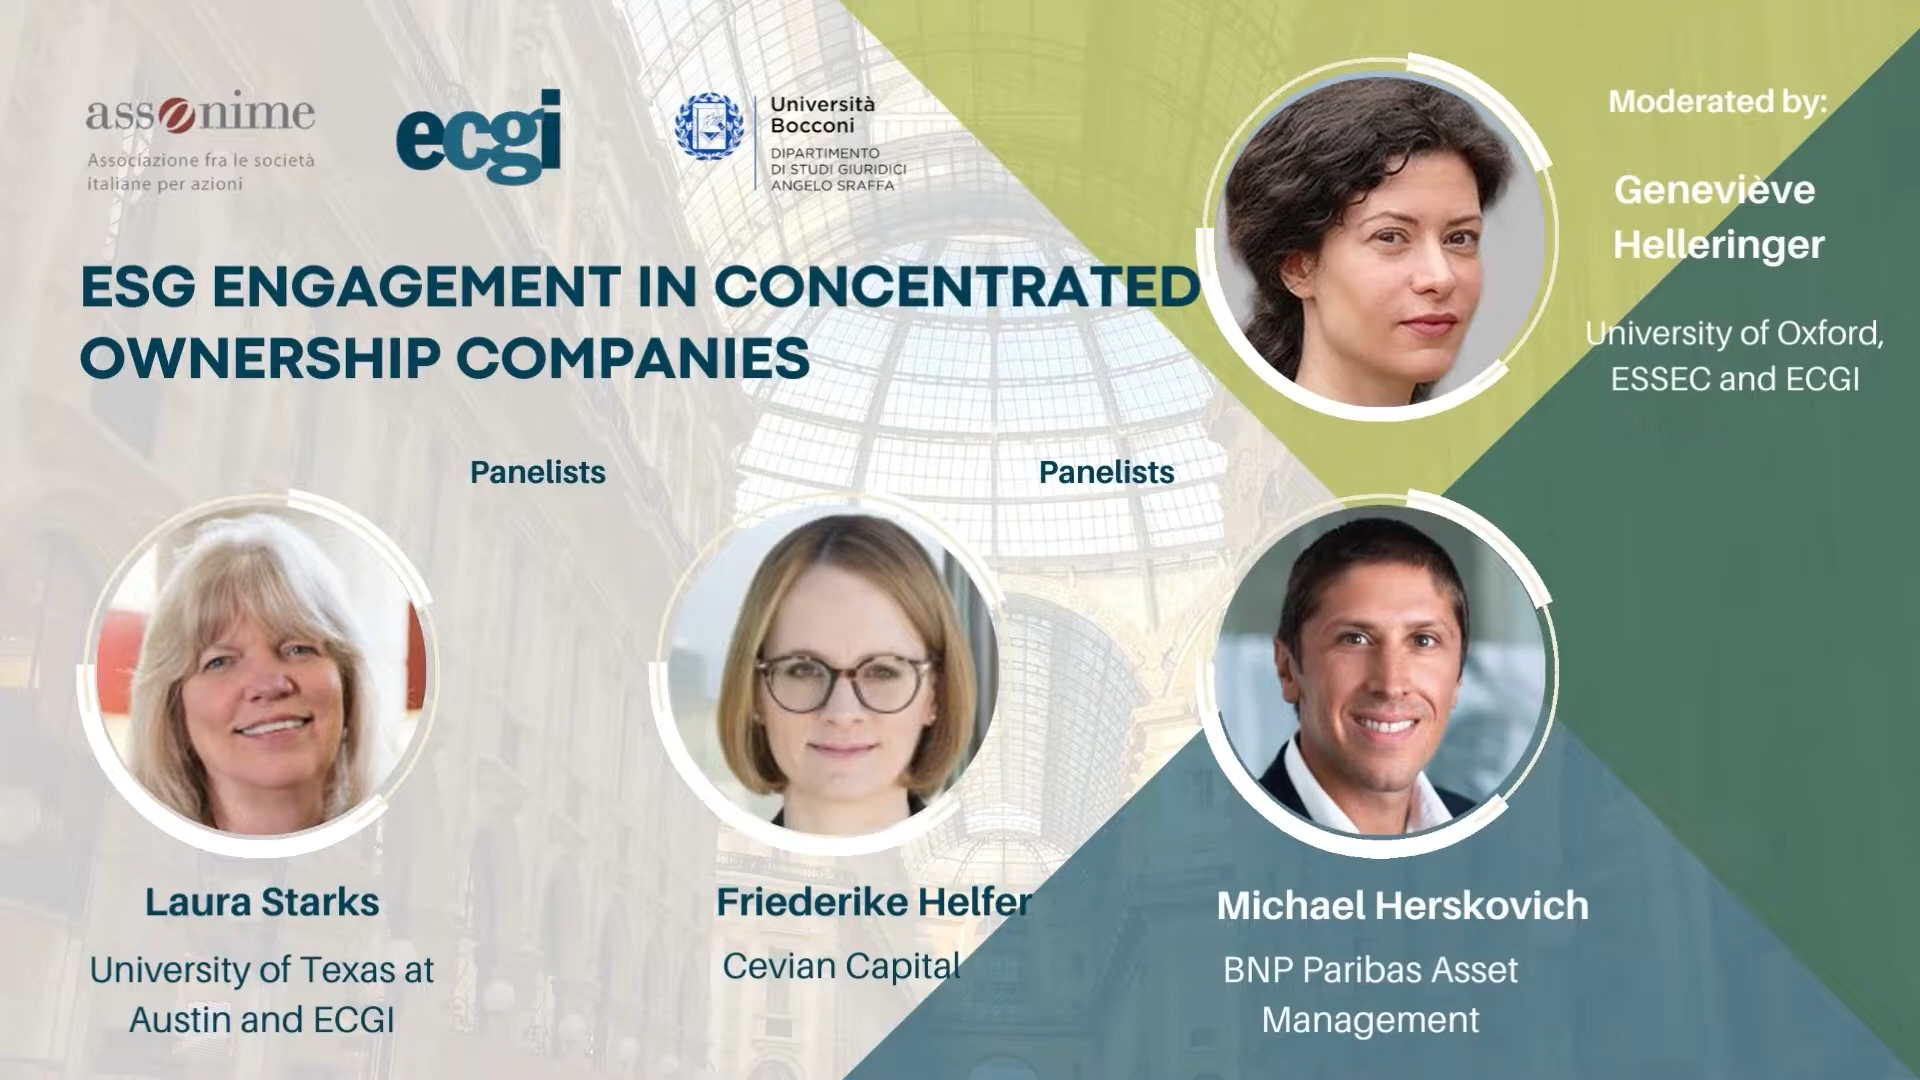 assonime
Associazione fra le società
italiane per azioni
ecgi
Università
Bocconi
DIPARTIMENTO
DI STUDI GIURIDICI
ANGELO SRAFFA
ESG ENGAGEMENT IN CONCENTRATED
OWNERSHIP COMPANIES
Moderated by:
Geneviève
Helleringer
University of Oxford,
ESSEC and ECGI
Panelists
Panelists
Laura Starks
University of Texas at
Austin and ECGI
Friederike Helfer
Cevian Capital
Michael Herskovich
BNP Paribas Asset
Management